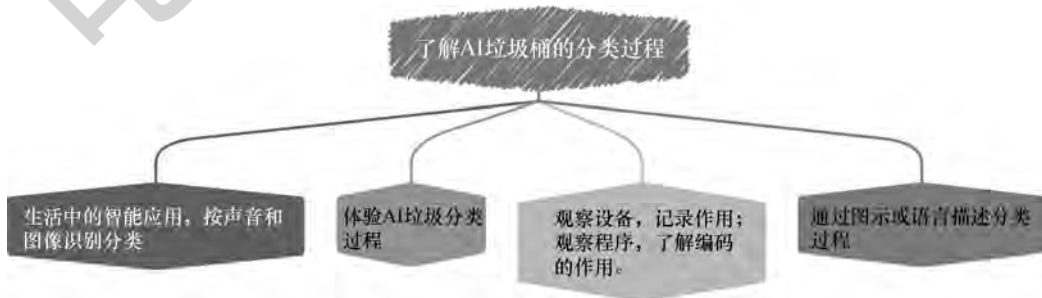 了解AI垃圾桶的分类过程
生活中的智能应用，按声音和
图像识别分类
体验AI垃圾分类
过程
观察设备，记录作用；
观察程序，了解编码
的作用。
通过图示或语言描述分类
过程